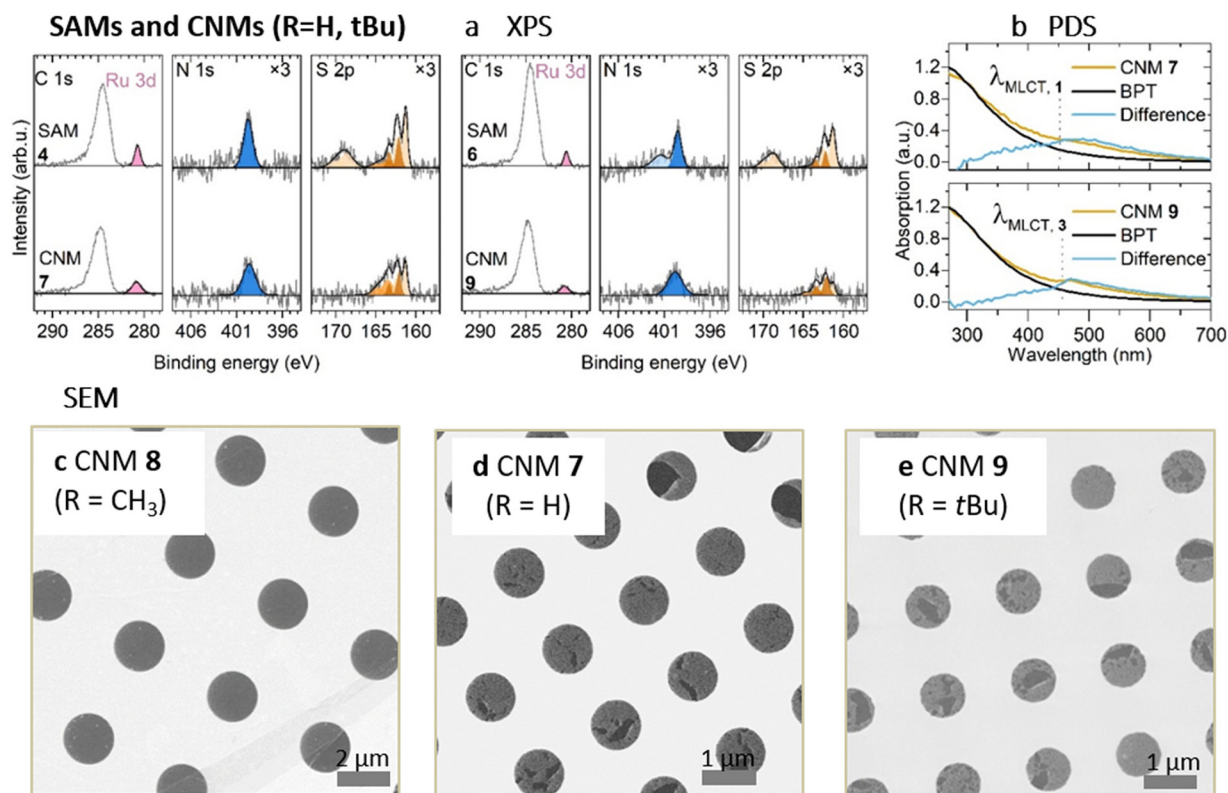 SAMs and CNMs (R=H, tBu) a XPS b PDS
C 1s Ru 3d N 1s ×3 S 2p ×3 C 1s Ru 3d N 1s ×3 S 2p ×3
SAM
4
SAM
6
CNM
7
CNM
9
Intensity (arb.u.)
290 285 280 406 401 396 170 165 160 290 285 280 406 401 394 170 165 160
Binding energy (eV) Binding energy (eV)
Absorption (a.u.)
1.2
0.8
0.4
0.0
λMLCT, 1
CNM 7
BPT
Difference
1.2
0.8
0.4
0.0
λMLCT, 3
CNM 9
BPT
Difference
300 400 500 600 700
Wavelength (nm)
SEM
c CNM 8
(R = CH₃)
2 µm
d CNM 7
(R = H)
1 µm
e CNM 9
(R = tBu)
1 µm